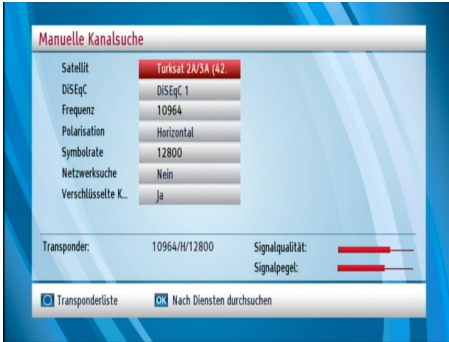 Manuelle Kanalsuche
Satellit Turksat 2A/3A (42.
DiSEqC DiSEqC 1
Frequenz 10964
Polarisation Horizontal
Symbolrate 12800
Netzwerksuche Nein
Verschlüsselte K... Ja
Transponder: 10964/H/12800 Signalqualität:
Signalpegel:
Transponderliste OK Nach Diensten durchsuchen